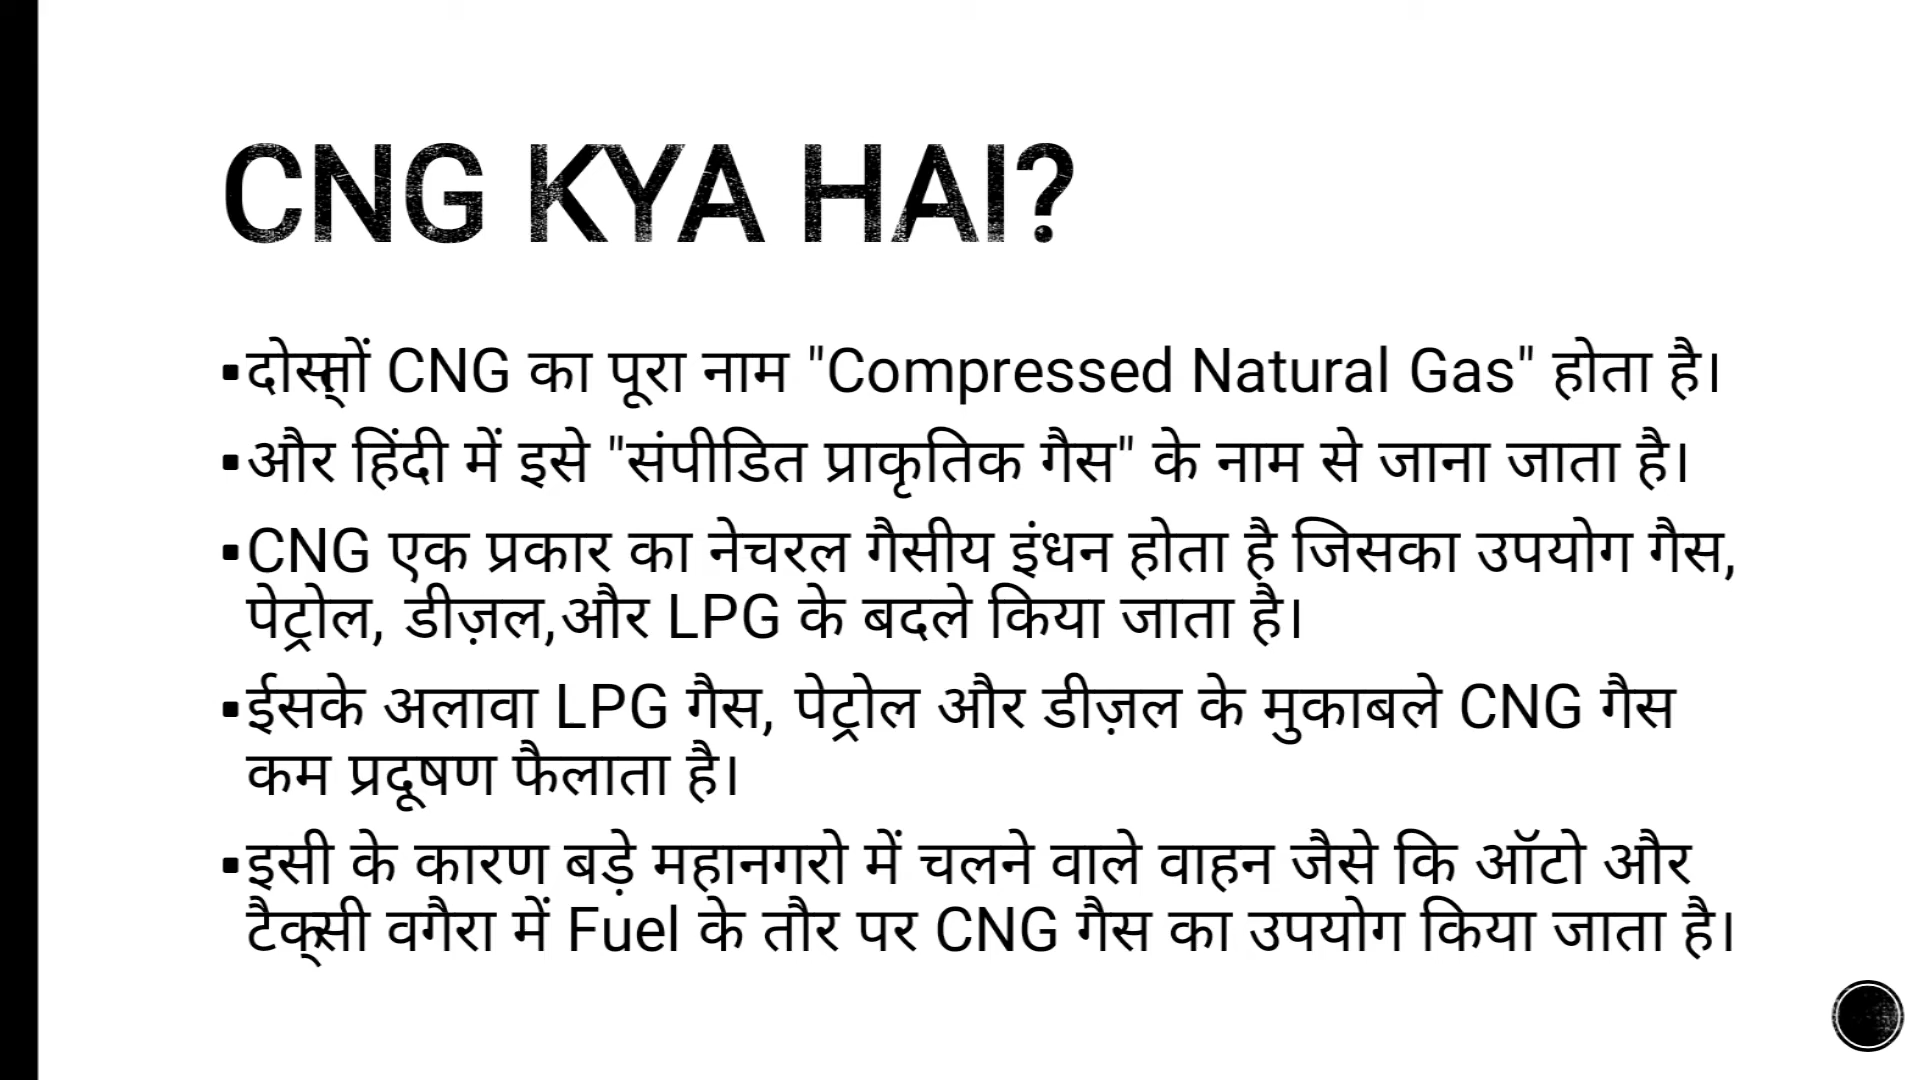 CNG KYA HAI?
▪दोस्तों CNG का पूरा नाम "Compressed Natural Gas" होता है।
▪और हिंदी में इसे "संपीडित प्राकृतिक गैस" के नाम से जाना जाता है।
▪CNG एक प्रकार का नेचरल गैसीय इंधन होता है जिसका उपयोग गैस,
पेट्रोल, डीज़ल,और LPG के बदले किया जाता है।
▪ईसके अलावा LPG गैस, पेट्रोल और डीज़ल के मुकाबले CNG गैस
कम प्रदूषण फैलाता है।
▪इसी के कारण बड़े महानगरो में चलने वाले वाहन जैसे कि ऑटो और
टैक्सी वगैरा में Fuel के तौर पर CNG गैस का उपयोग किया जाता है।